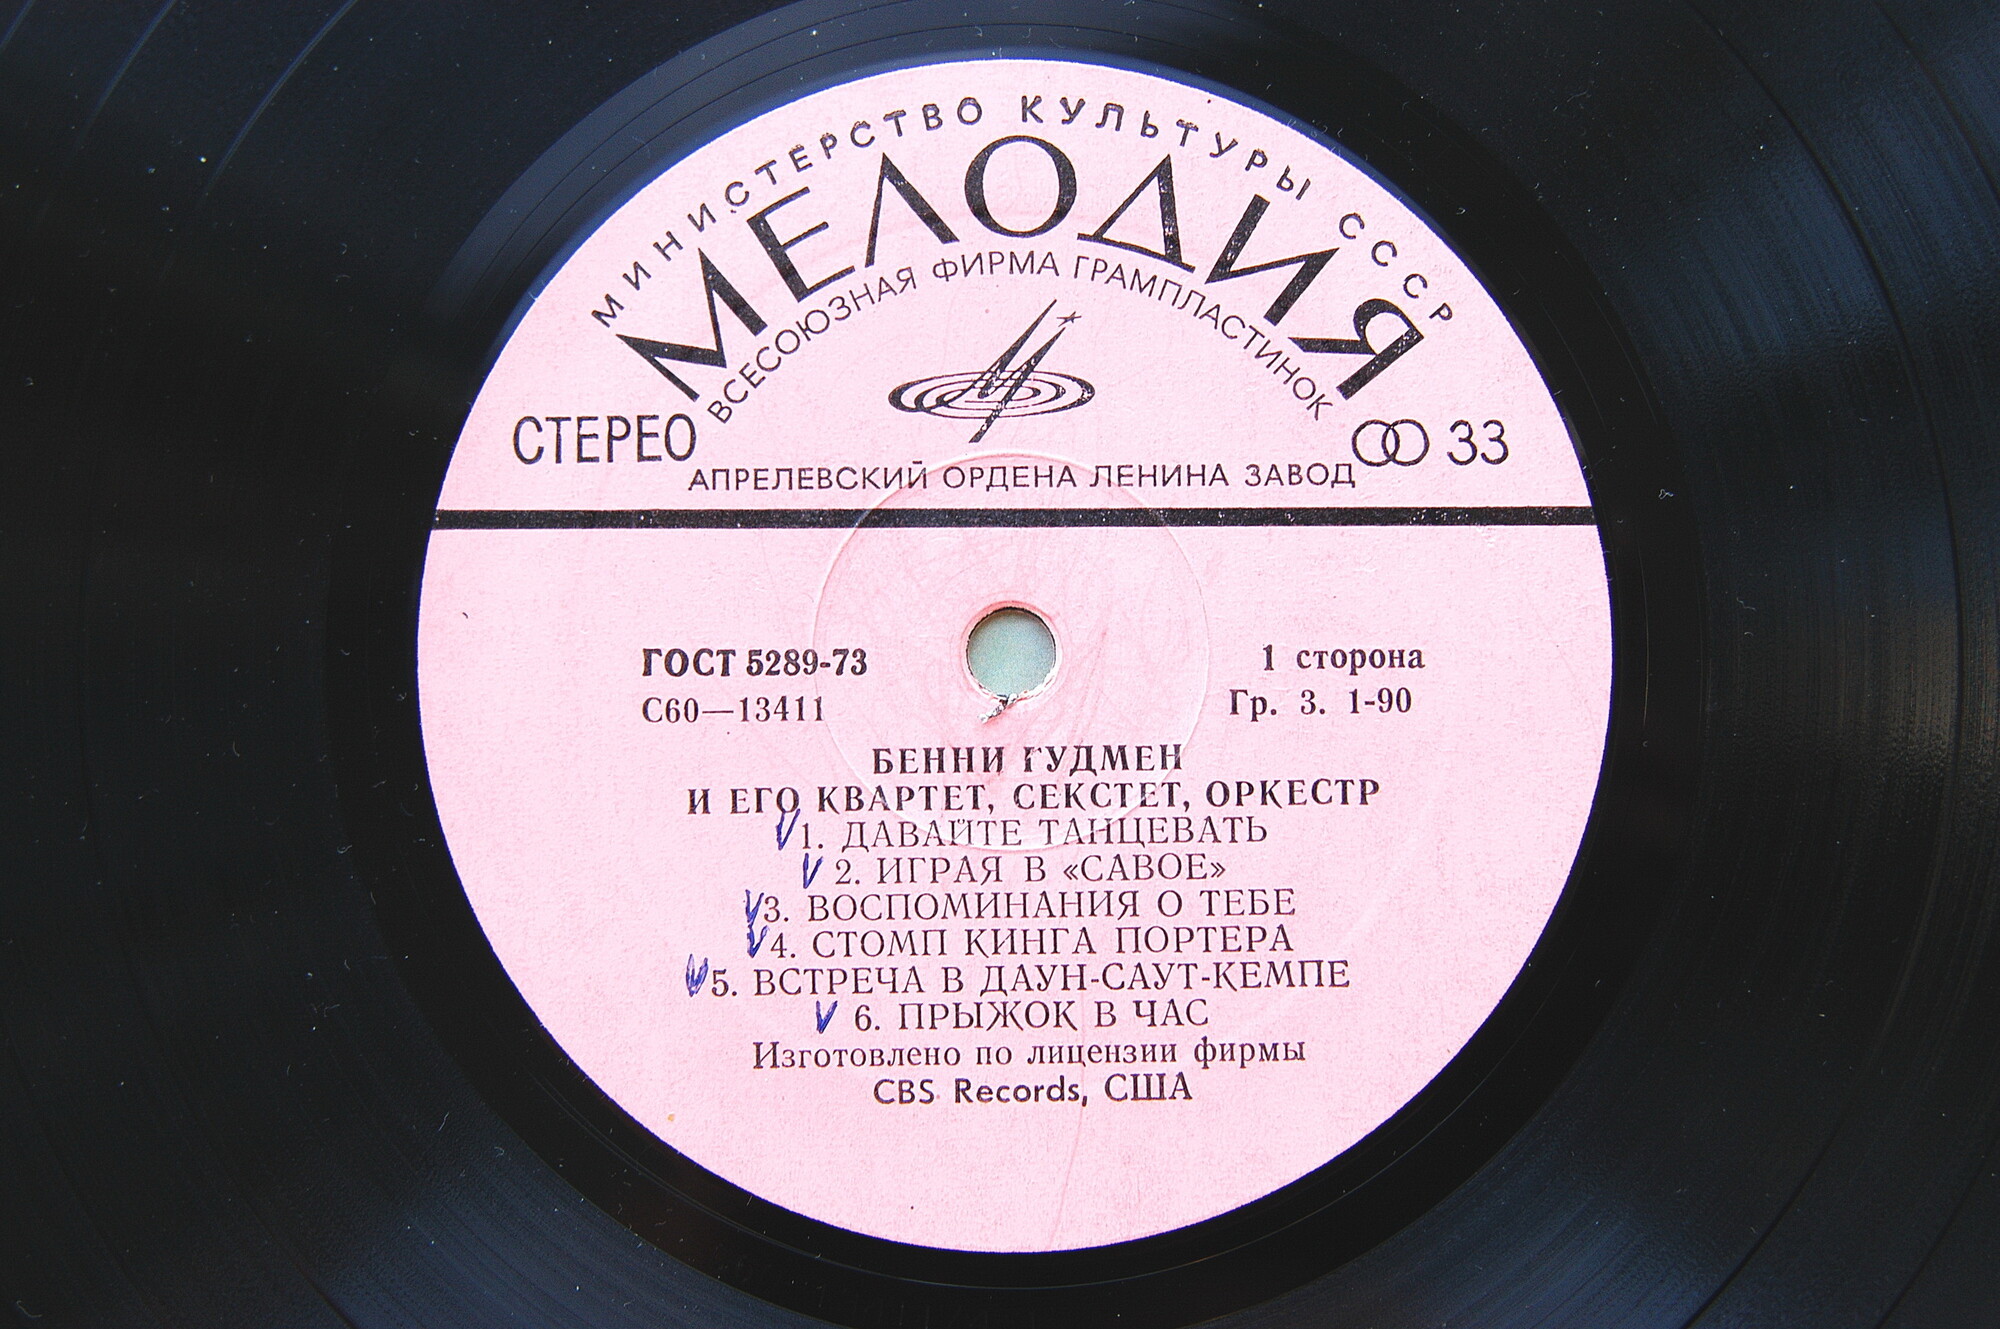 МИНИСТЕРСТВО КУЛЬТУРЫ СССР
МЕЛОДИЯ
ВСЕСОЮЗНАЯ ФИРМА ГРАМПЛАСТИНОК
СТЕРЕО
33
АПРЕЛЕВСКИЙ ОРДЕНА ЛЕНИНА ЗАВОД
ГОСТ 5289-73
1 сторона
С60—13411
Гр. 3. 1-90
БЕННИ ГУДМЕН
И ЕГО КВАРТЕТ, СЕКСТЕТ, ОРКЕСТР
1. ДАВАЙТЕ ТАНЦЕВАТЬ
2. ИГРАЯ В «САВОЕ»
3. ВОСПОМИНАНИЯ О ТЕБЕ
4. СТОМП КИНГА ПОРТЕРА
5. ВСТРЕЧА В ДАУН-САУТ-КЕМПЕ
6. ПРЫЖОК В ЧАС
Изготовлено по лицензии фирмы
CBS Records, США